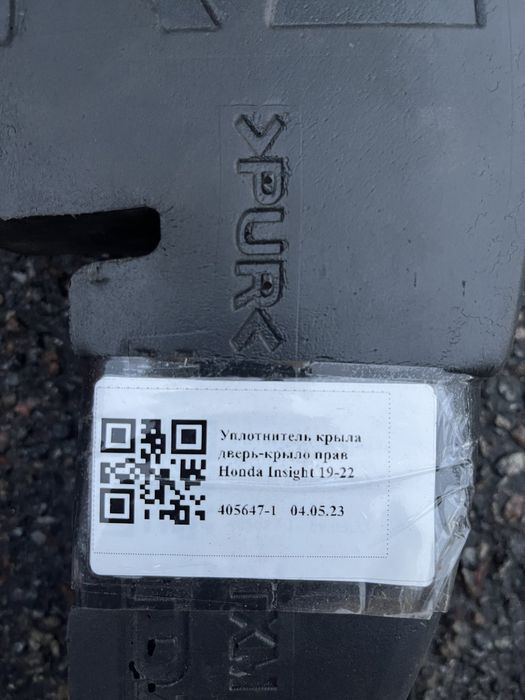 >PUR<
Уплотнитель крыла
дверь-крыло прав
Honda Insight 19-22
405647-1 04.05.23